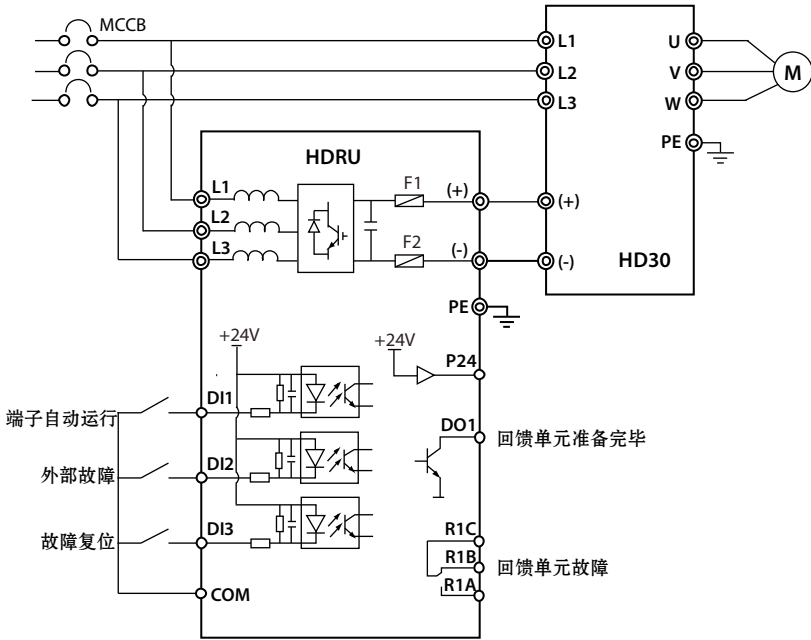 MCCB
L1 U
L2 V M
L3 W
PE
HDRU
L1 F1 (+) (+)
L2
L3 F2 (-) (-) HD30
PE
+24V +24V
P24
端子自动运行 DI1
DO1 回馈单元准备完毕
外部故障 DI2
故障复位 DI3
R1C
R1B 回馈单元故障
R1A
COM